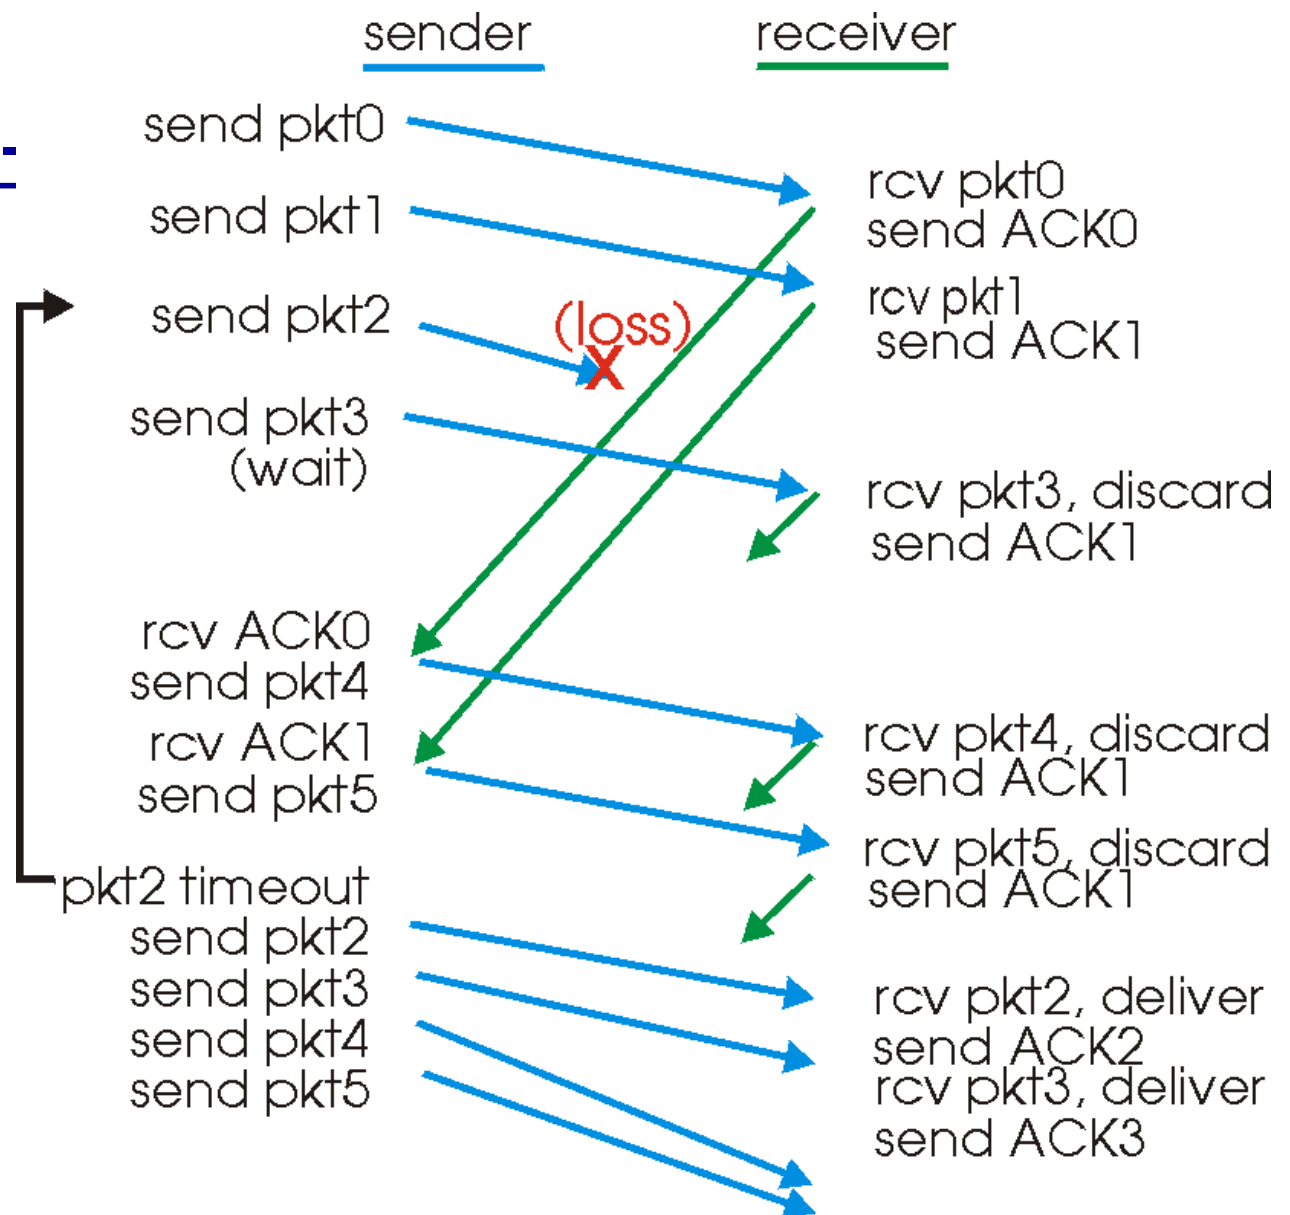 sender
receiver
send pkt0
rcv pkt0
send ACK0
send pkt1
rcv pkt1
send ACK1
send pkt2
(loss)
X
send pkt3
(wait)
rcv pkt3, discard
send ACK1
rcv ACK0
send pkt4
rcv ACK1
send pkt5
rcv pkt4, discard
send ACK1
rcv pkt5, discard
send ACK1
pkt2 timeout
send pkt2
send pkt3
send pkt4
send pkt5
rcv pkt2, deliver
send ACK2
rcv pkt3, deliver
send ACK3